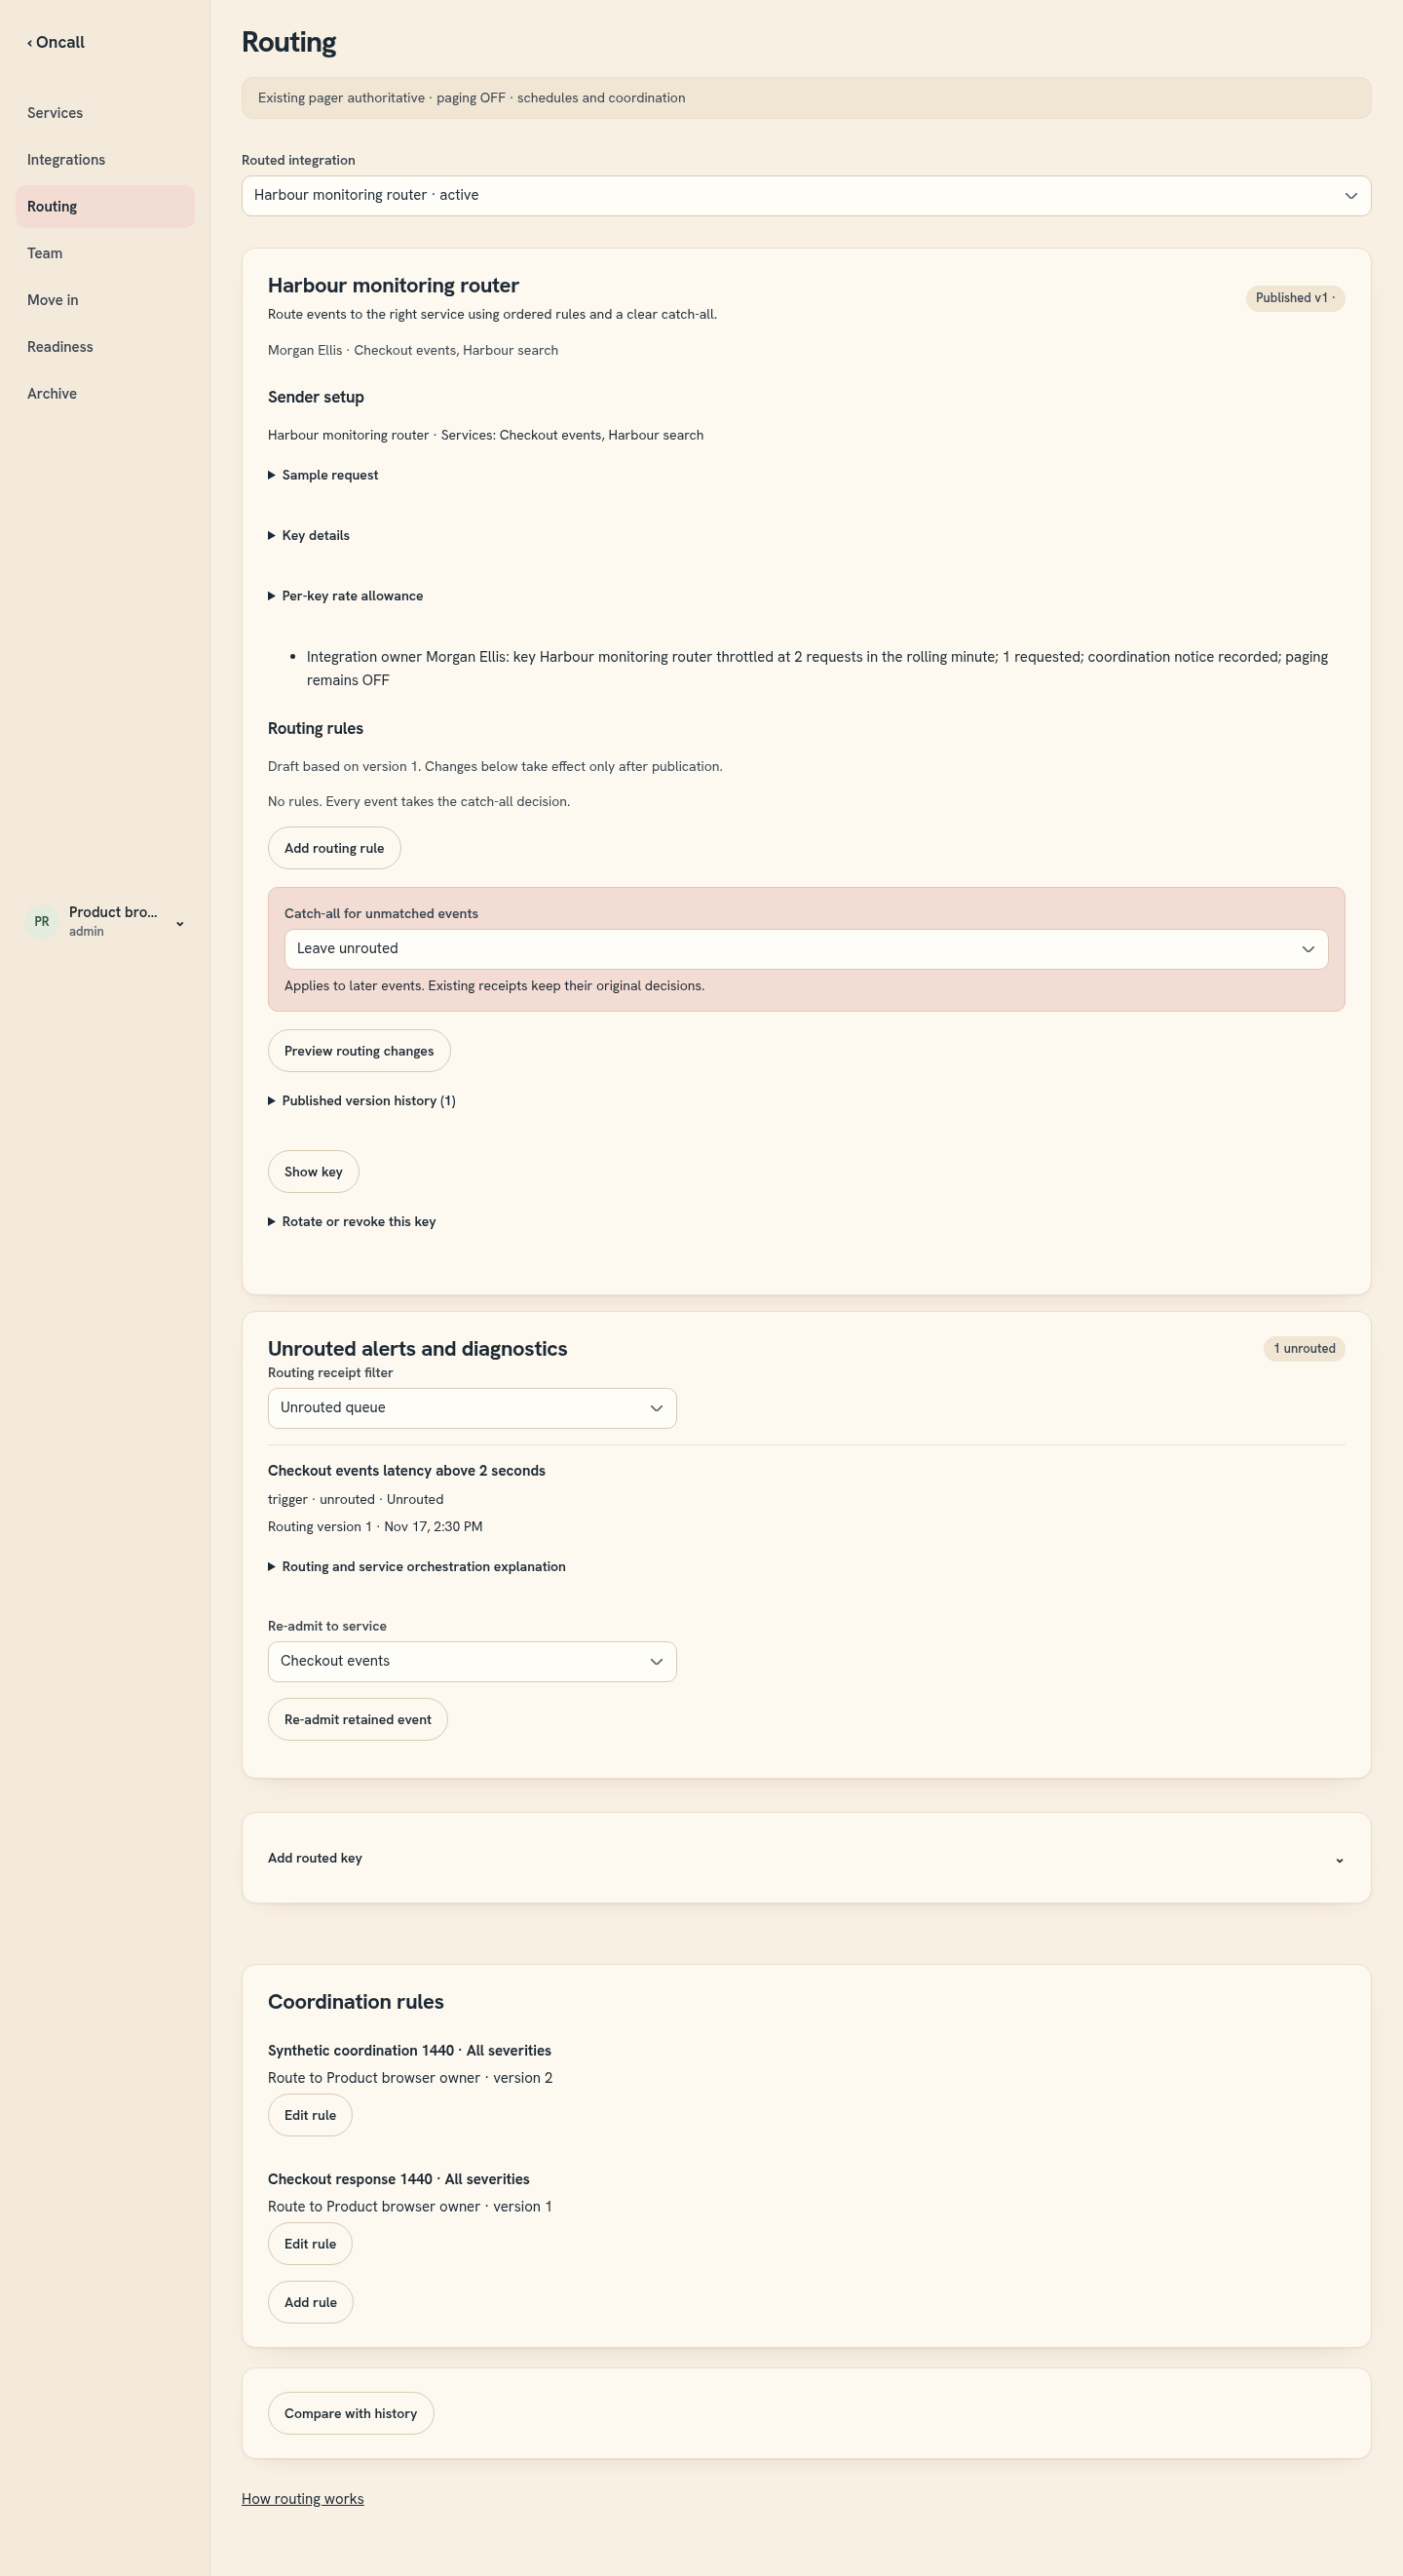 ‹ Oncall
Services
Integrations
Routing
Team
Move in
Readiness
Archive
PR
Product bro...
admin
Routing
Existing pager authoritative · paging OFF · schedules and coordination
Routed integration
Harbour monitoring router · active
Harbour monitoring router
Published v1 ·
Route events to the right service using ordered rules and a clear catch-all.
Morgan Ellis · Checkout events, Harbour search
Sender setup
Harbour monitoring router · Services: Checkout events, Harbour search
Sample request
Key details
Per-key rate allowance
Integration owner Morgan Ellis: key Harbour monitoring router throttled at 2 requests in the rolling minute; 1 requested; coordination notice recorded; paging
remains OFF
Routing rules
Draft based on version 1. Changes below take effect only after publication.
No rules. Every event takes the catch-all decision.
Add routing rule
Catch-all for unmatched events
Leave unrouted
Applies to later events. Existing receipts keep their original decisions.
Preview routing changes
Published version history (1)
Show key
Rotate or revoke this key
Unrouted alerts and diagnostics
1 unrouted
Routing receipt filter
Unrouted queue
Checkout events latency above 2 seconds
trigger · unrouted · Unrouted
Routing version 1 · Nov 17, 2:30 PM
Routing and service orchestration explanation
Re-admit to service
Checkout events
Re-admit retained event
Add routed key
Coordination rules
Synthetic coordination 1440 · All severities
Route to Product browser owner · version 2
Edit rule
Checkout response 1440 · All severities
Route to Product browser owner · version 1
Edit rule
Add rule
Compare with history
How routing works